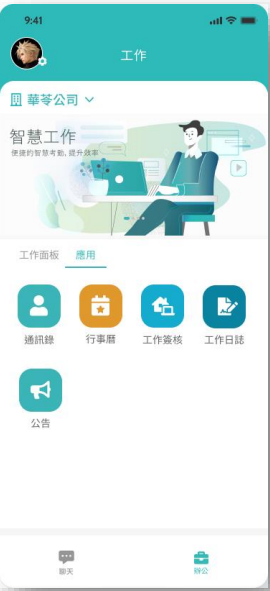 9:41
工作
華苓公司
智慧工作
便捷的智慧考勤, 提升效率
工作面板 應用
通訊錄 行事曆 工作簽核 工作日誌
公告
聊天 辦公